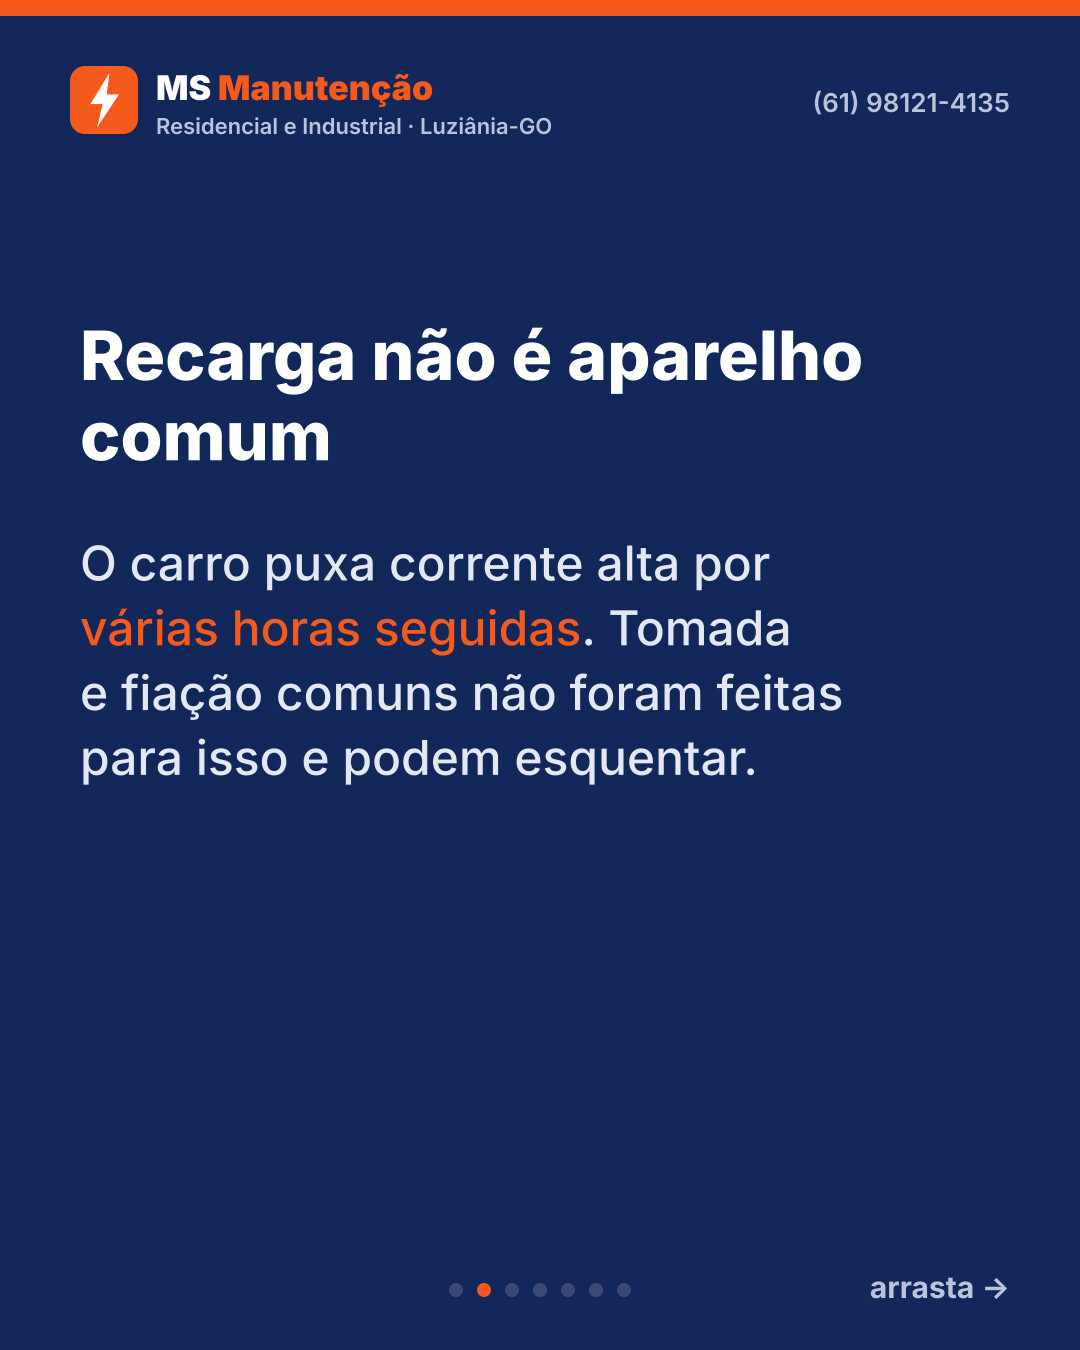 MS Manutenção
Residencial e Industrial · Luziânia-GO
(61) 98121-4135
Recarga não é aparelho
comum
O carro puxa corrente alta por
várias horas seguidas. Tomada
e fiação comuns não foram feitas
para isso e podem esquentar.
arrasta →